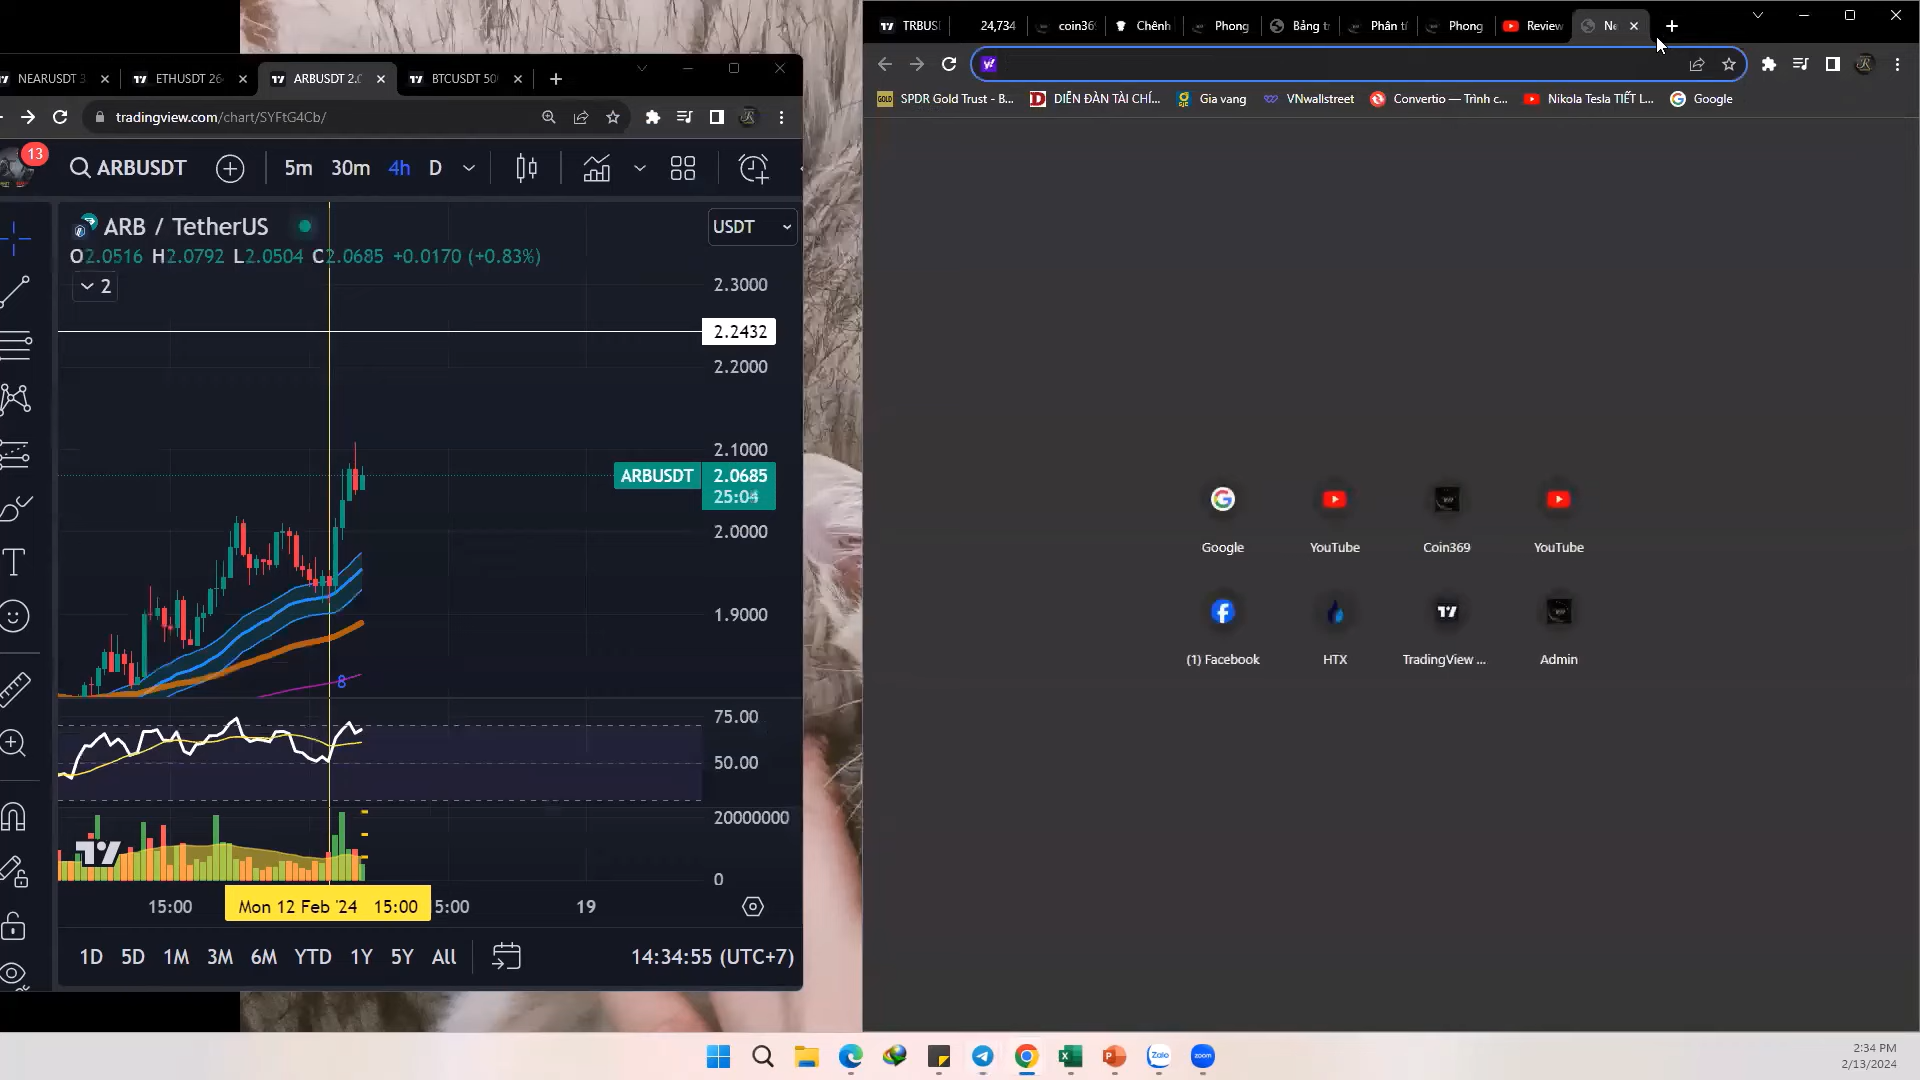 TRBUSI
24,734
coin36
Chênh
Phong
Bảng t
Phân tí
Phong
Review
Ne
y!
SPDR Gold Trust - B...
DIỄN ĐÀN TÀI CHÍ...
Gia vang
VNwallstreet
Convertio — Trình c...
Nikola Tesla TIẾT L...
Google
NEARUSDT 3
ETHUSDT 26
ARBUSDT 2.0
BTCUSDT 50
tradingview.com/chart/SYFtG4Cb/
13
ARBUSDT
5m 30m 4h D
ARB / TetherUS
USDT
O2.0516 H2.0792 L2.0504 C2.0685 +0.0170 (+0.83%)
2
2.3000
2.2432
2.2000
2.1000
ARBUSDT 2.0685
25:04
2.0000
1.9000
8
75.00
50.00
20000000
0
15:00
Mon 12 Feb '24 15:00
5:00
19
1D 5D 1M 3M 6M YTD 1Y 5Y All
14:34:55 (UTC+7)
Google
YouTube
Coin369
YouTube
(1) Facebook
HTX
TradingView ...
Admin
Zalo
zoom
2:34 PM
2/13/2024